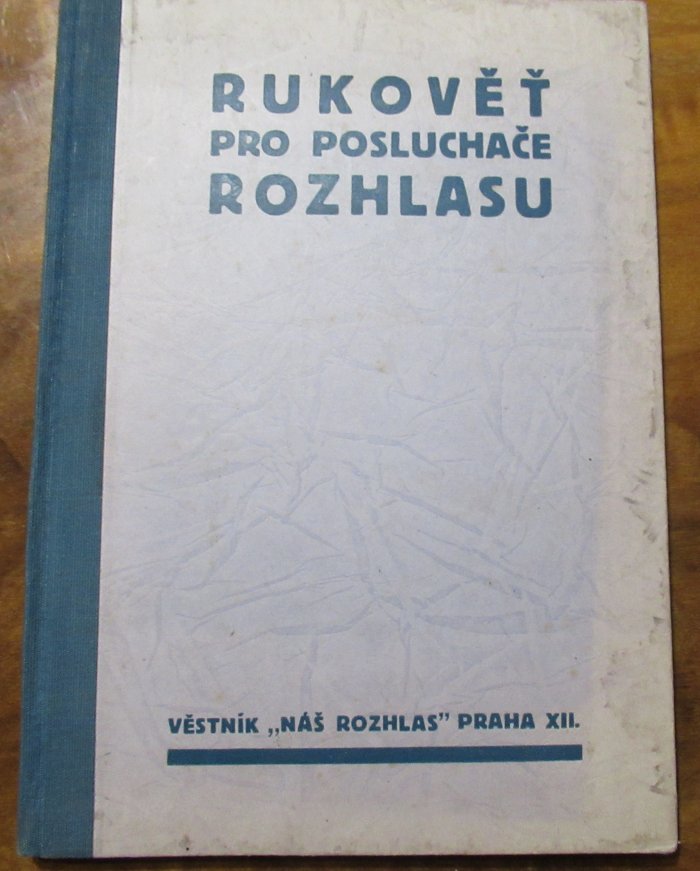 RUKOVĚŤ
PRO POSLUCHAČE
ROZHLASU
VĚSTNÍK „NÁŠ ROZHLAS" PRAHA XII.